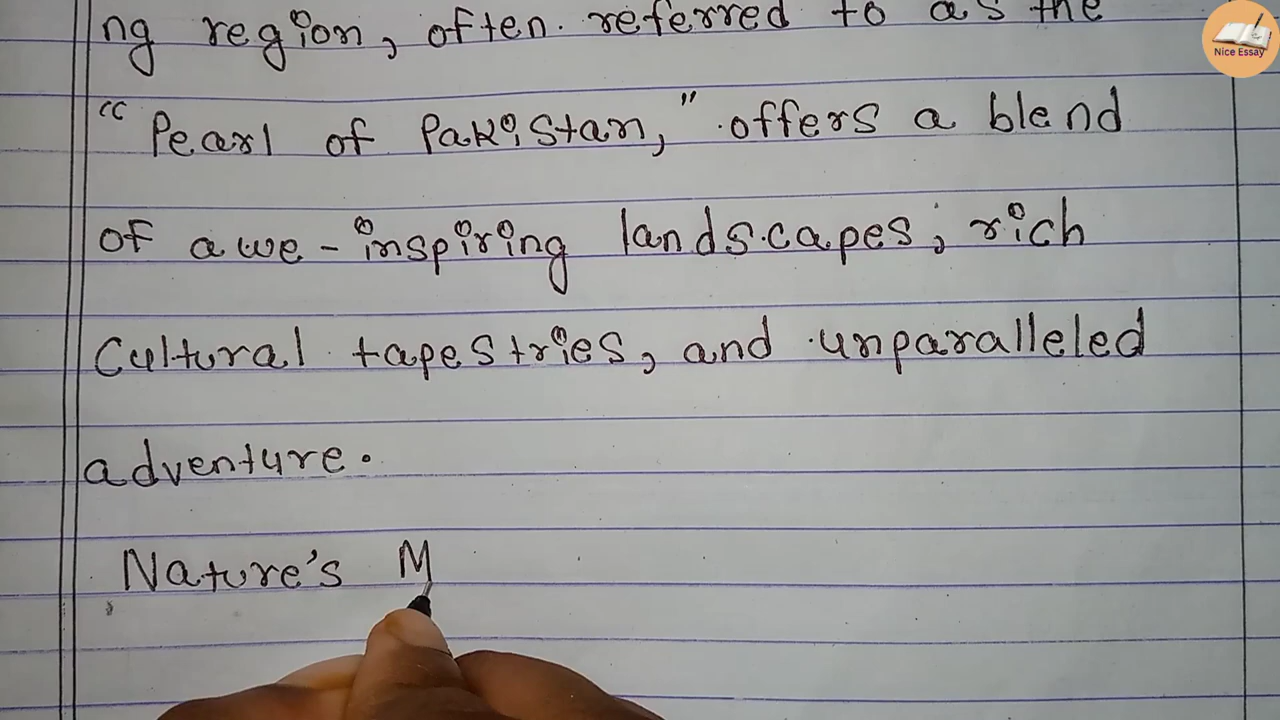 ng region, often referred to as the
"Pearl of Pakistan," offers a blend
of awe-inspiring landscapes, rich
Cultural tapestries, and unparalleled
adventure.
Nature's M
Nice Essay